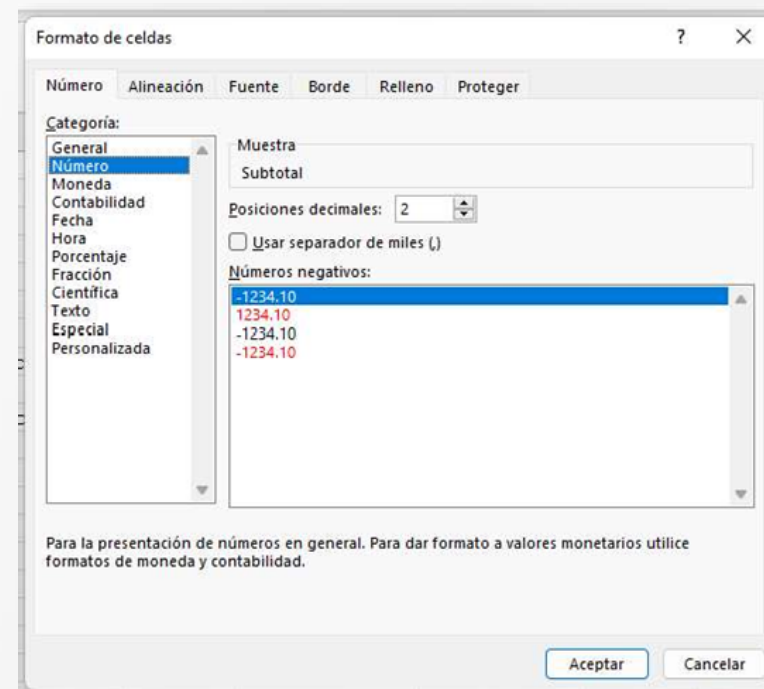 Formato de celdas
?
Número Alineación Fuente Borde Relleno Proteger
Categoría:
General
Número
Moneda
Contabilidad
Fecha
Hora
Porcentaje
Fracción
Científica
Texto
Especial
Personalizada
Muestra
Subtotal
Posiciones decimales: 2
Usar separador de miles (,)
Números negativos:
-1234.10
1234.10
-1234.10
-1234.10
Para la presentación de números en general. Para dar formato a valores monetarios utilice
formatos de moneda y contabilidad.
Aceptar Cancelar